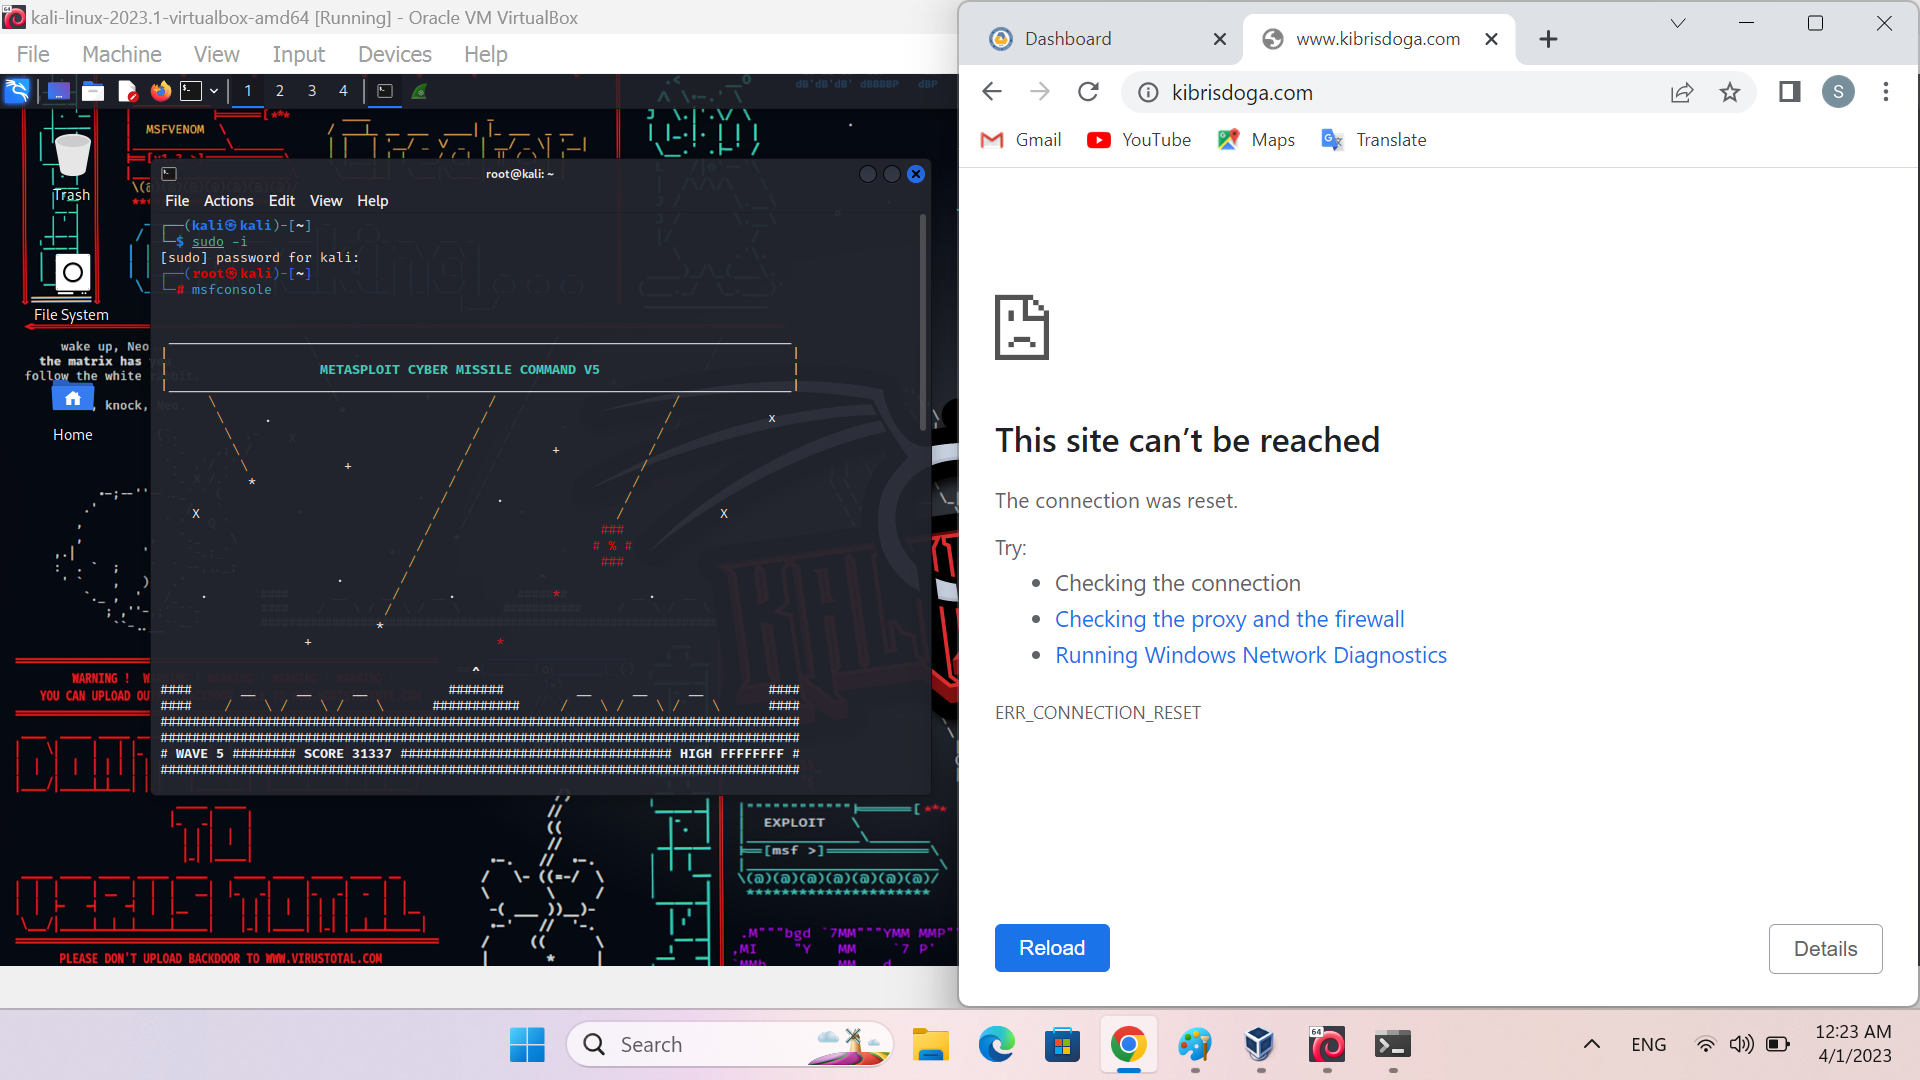 kali-linux-2023.1-virtualbox-amd64 [Running] - Oracle VM VirtualBox
File Machine View Input Devices Help
1 2 3 4
MSFVENOM
Trash
File System
wake up, Neo
the matrix has
follow the white
knock,
Home
root@kali: ~
File Actions Edit View Help
(kali㉿kali)-[~]
$ sudo -i
[sudo] password for kali:
(root㉿kali)-[~]
# msfconsole
METASPLOIT CYBER MISSILE COMMAND V5
# WAVE 5 ######## SCORE 31337 ################################## HIGH FFFFFFFF #
WARNING !
YOU CAN UPLOAD
TO
VIRUS TOTAL
PLEASE DON'T UPLOAD BACKDOOR TO WWW.VIRUSTOTAL.COM
EXPLOIT
[msf >]
Dashboard
www.kibrisdoga.com
kibrisdoga.com
S
Gmail YouTube Maps Translate
This site can't be reached
The connection was reset.
Try:
Checking the connection
Checking the proxy and the firewall
Running Windows Network Diagnostics
ERR_CONNECTION_RESET
Reload
Details
Search
64
ENG
12:23 AM
4/1/2023